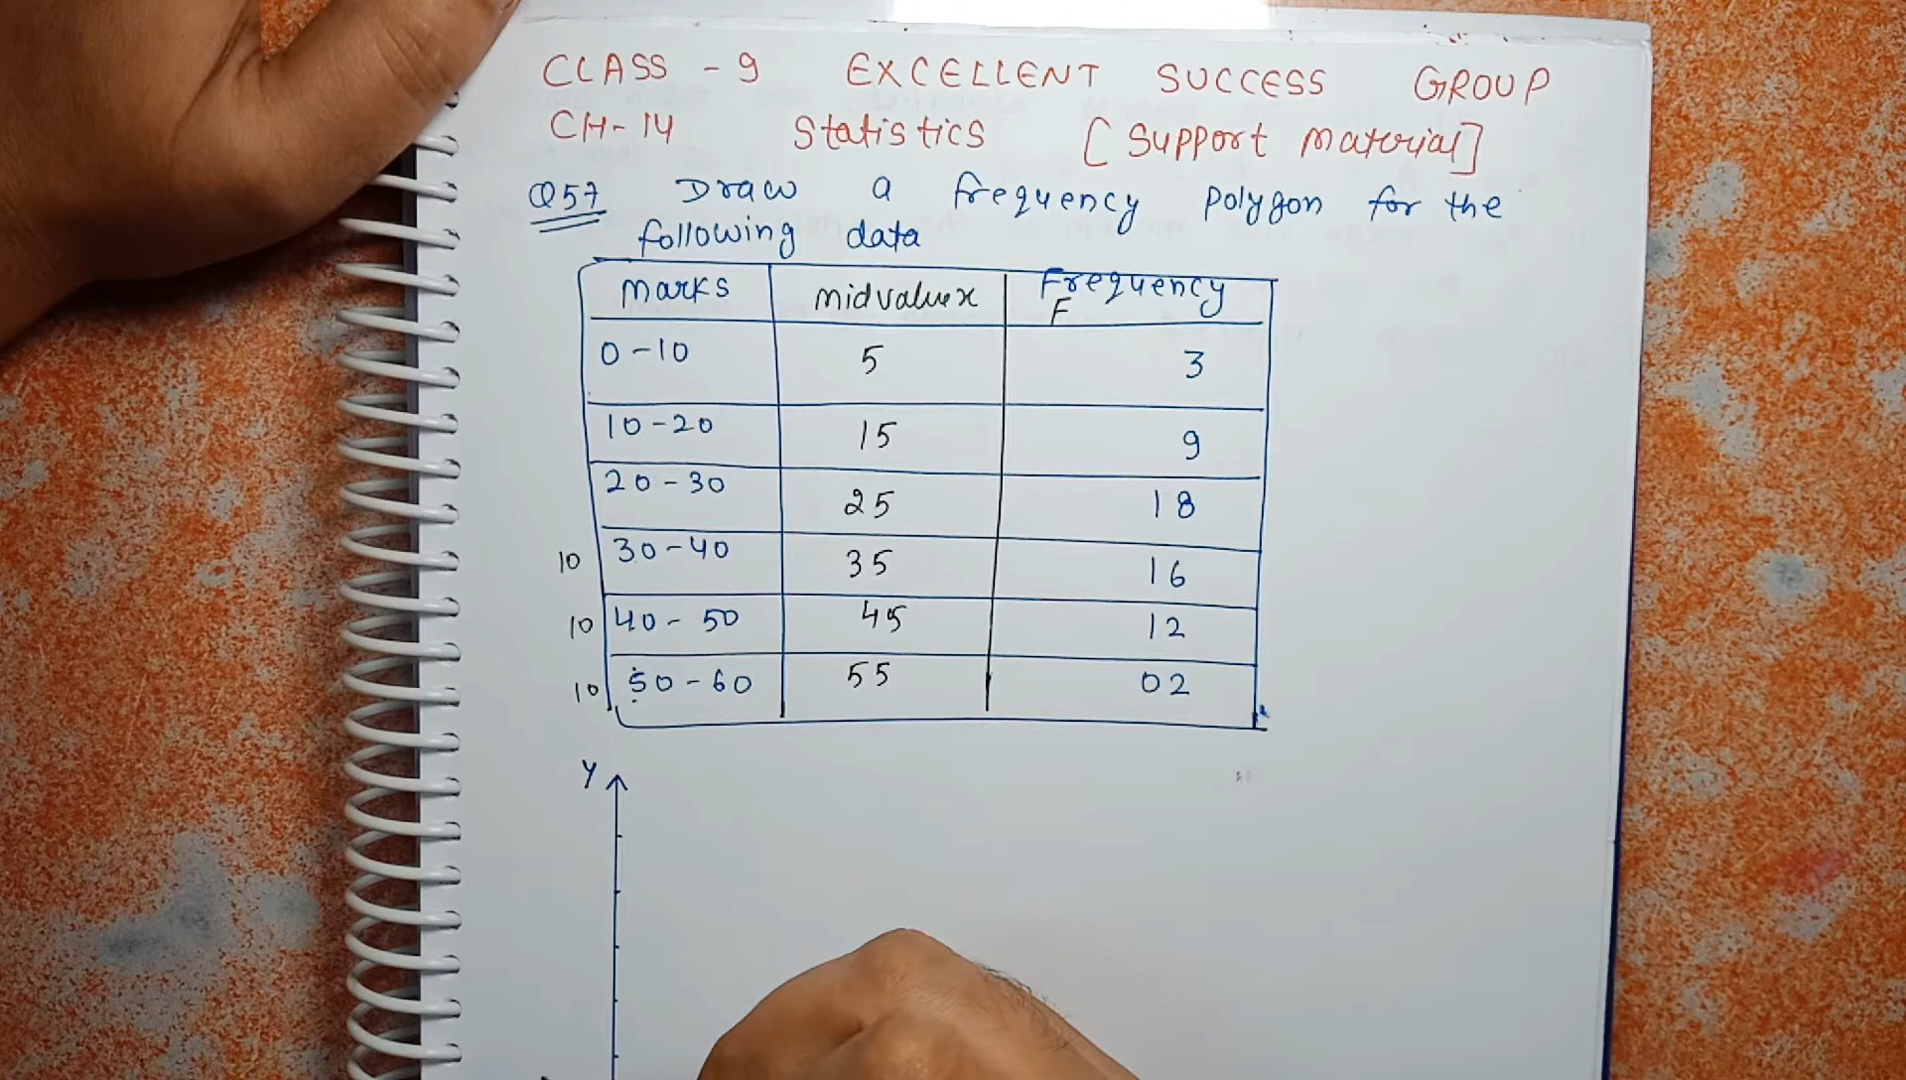 CLASS - 9 EXCELLENT SUCCESS GROUP
CH- 14 Statistics [Support material]
Q57 Draw a frequency polygon for the
following data
marks midvalue x Frequency
F
0-10 5 3
10-20 15 9
20-30 25 18
10 30-40 35 16
10 40-50 45 12
10 50-60 55 02
Y